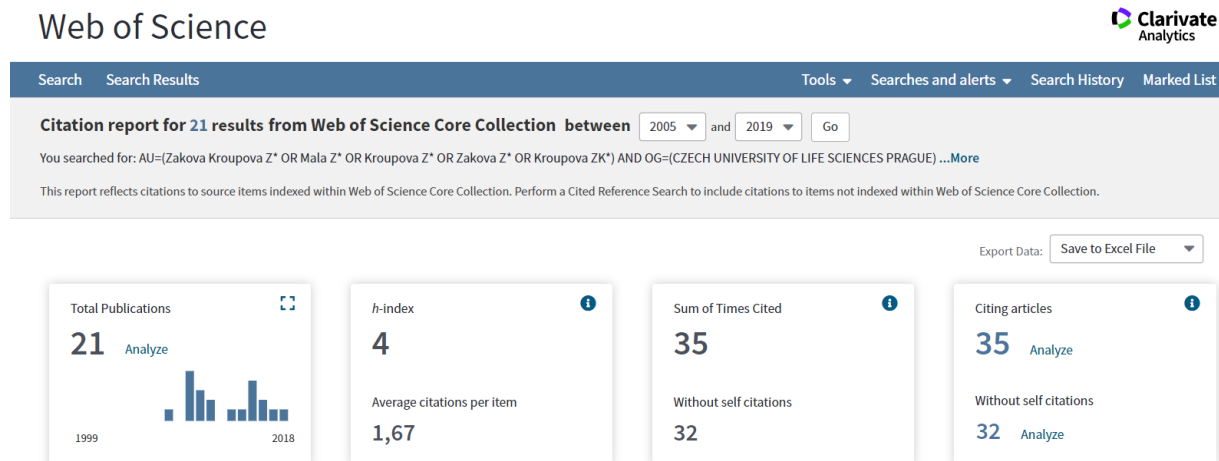 Web of Science
Clarivate
Analytics
Search Search Results Tools Searches and alerts Search History Marked List
Citation report for 21 results from Web of Science Core Collection between 2005 and 2019 Go
You searched for: AU=(Zakova Kroupova Z* OR Mala Z* OR Kroupova Z* OR Zakova Z* OR Kroupova ZK*) AND OG=(CZECH UNIVERSITY OF LIFE SCIENCES PRAGUE) ...More
This report reflects citations to source items indexed within Web of Science Core Collection. Perform a Cited Reference Search to include citations to items not indexed within Web of Science Core Collection.
Export Data: Save to Excel File
Total Publications
21 Analyze
1999 2018
h-index
4
Average citations per item
1,67
Sum of Times Cited
35
Without self citations
32
Citing articles
35 Analyze
Without self citations
32 Analyze